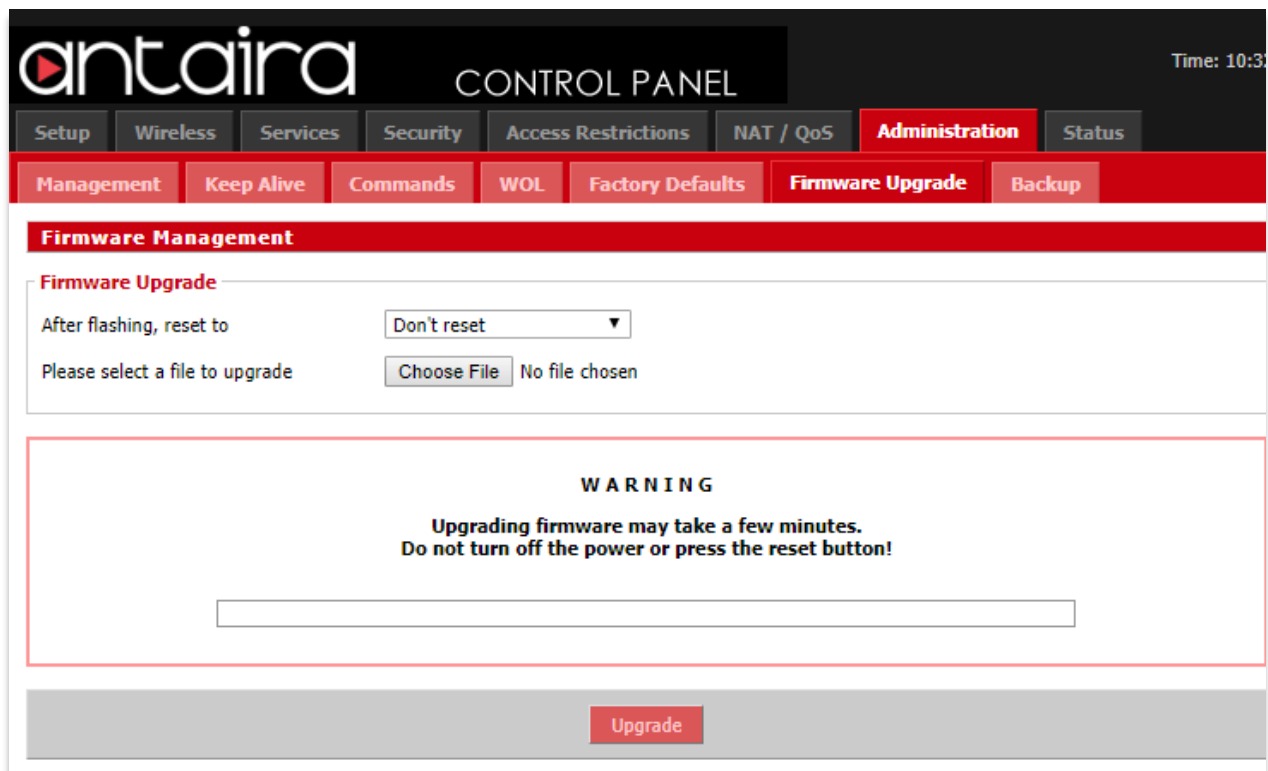 antaira CONTROL PANEL
Time: 10:3
Setup Wireless Services Security Access Restrictions NAT / QoS Administration Status
Management Keep Alive Commands WOL Factory Defaults Firmware Upgrade Backup
Firmware Management
Firmware Upgrade
After flashing, reset to Don't reset
Please select a file to upgrade Choose File No file chosen
WARNING
Upgrading firmware may take a few minutes.
Do not turn off the power or press the reset button!
Upgrade